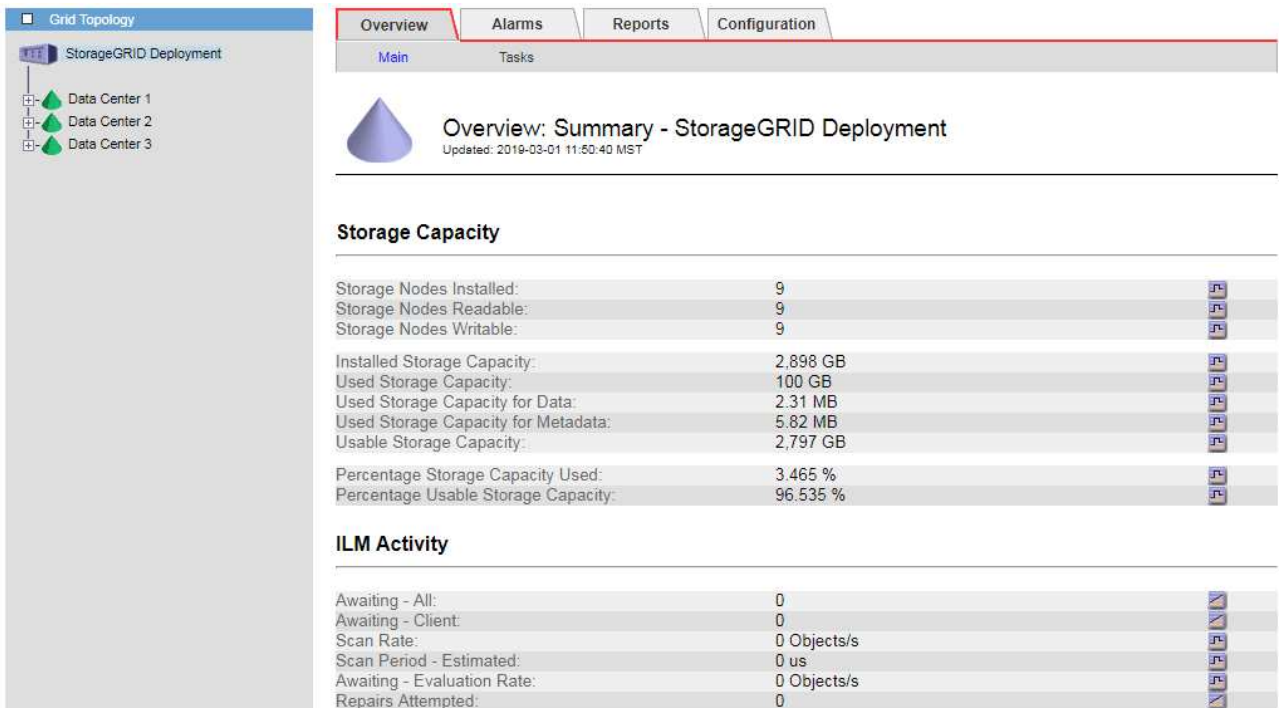 Grid Topology
StorageGRID Deployment
Data Center 1
Data Center 2
Data Center 3
Overview Alarms Reports Configuration
Main Tasks
Overview: Summary - StorageGRID Deployment
Updated: 2019-03-01 11:50:40 MST
Storage Capacity
Storage Nodes Installed: 9
Storage Nodes Readable: 9
Storage Nodes Writable: 9
Installed Storage Capacity: 2,898 GB
Used Storage Capacity: 100 GB
Used Storage Capacity for Data: 2.31 MB
Used Storage Capacity for Metadata: 5.82 MB
Usable Storage Capacity: 2,797 GB
Percentage Storage Capacity Used: 3.465 %
Percentage Usable Storage Capacity: 96.535 %
ILM Activity
Awaiting - All: 0
Awaiting - Client: 0
Scan Rate: 0 Objects/s
Scan Period - Estimated: 0 us
Awaiting - Evaluation Rate: 0 Objects/s
Repairs Attempted: 0